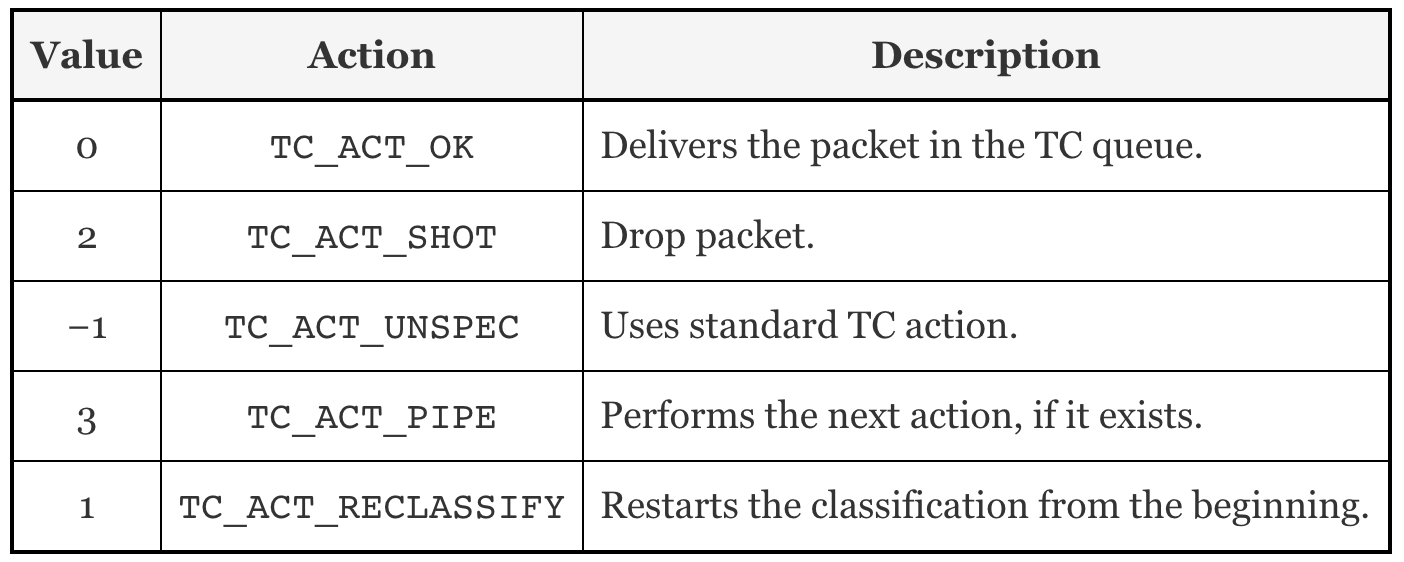 Value Action Description
0 TC_ACT_OK Delivers the packet in the TC queue.
2 TC_ACT_SHOT Drop packet.
−1 TC_ACT_UNSPEC Uses standard TC action.
3 TC_ACT_PIPE Performs the next action, if it exists.
1 TC_ACT_RECLASSIFY Restarts the classification from the beginning.